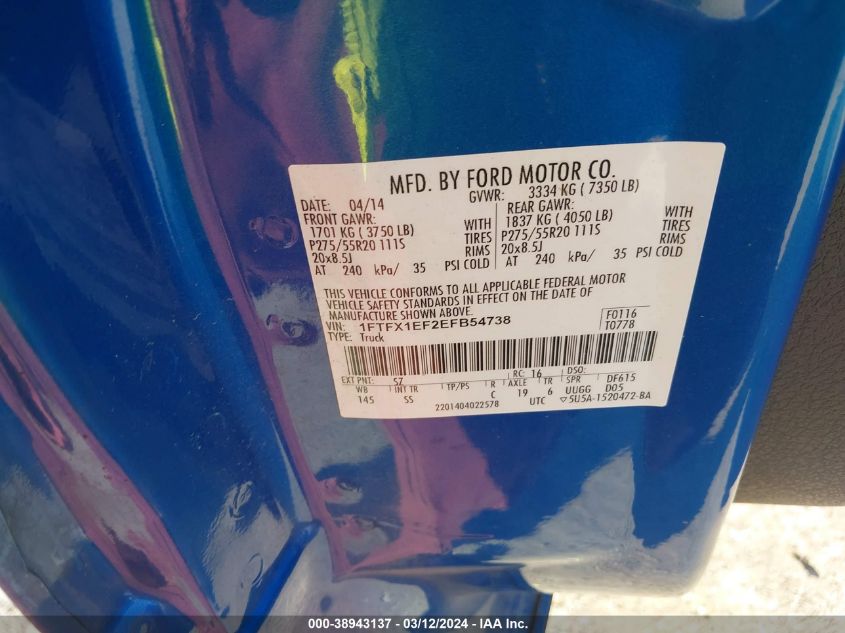 MFD. BY FORD MOTOR CO.
DATE: 04/14 GVWR: 3334 KG ( 7350 LB)
FRONT GAWR: REAR GAWR:
1701 KG ( 3750 LB) WITH 1837 KG ( 4050 LB) WITH
P275/55R20 111S TIRES P275/55R20 111S TIRES
20x8.5J RIMS 20x8.5J RIMS
AT 240 kPa/ 35 PSI COLD AT 240 kPa/ 35 PSI COLD
THIS VEHICLE CONFORMS TO ALL APPLICABLE FEDERAL MOTOR
VEHICLE SAFETY STANDARDS IN EFFECT ON THE DATE OF
MANUFACTURE SHOWN ABOVE.
VIN: 1FTFX1EF2EFB54738 F0116
TYPE: Truck T0778
EXT PNT: SZ RC: 16 DSO:
WB INT TR TP/PS R AXLE TR SPR DF615
145 SS C 19 6 UUGG D05
2201404022578 UTC ▽5U5A-1520472-BA
000-38943137 - 03/12/2024 - IAA Inc.